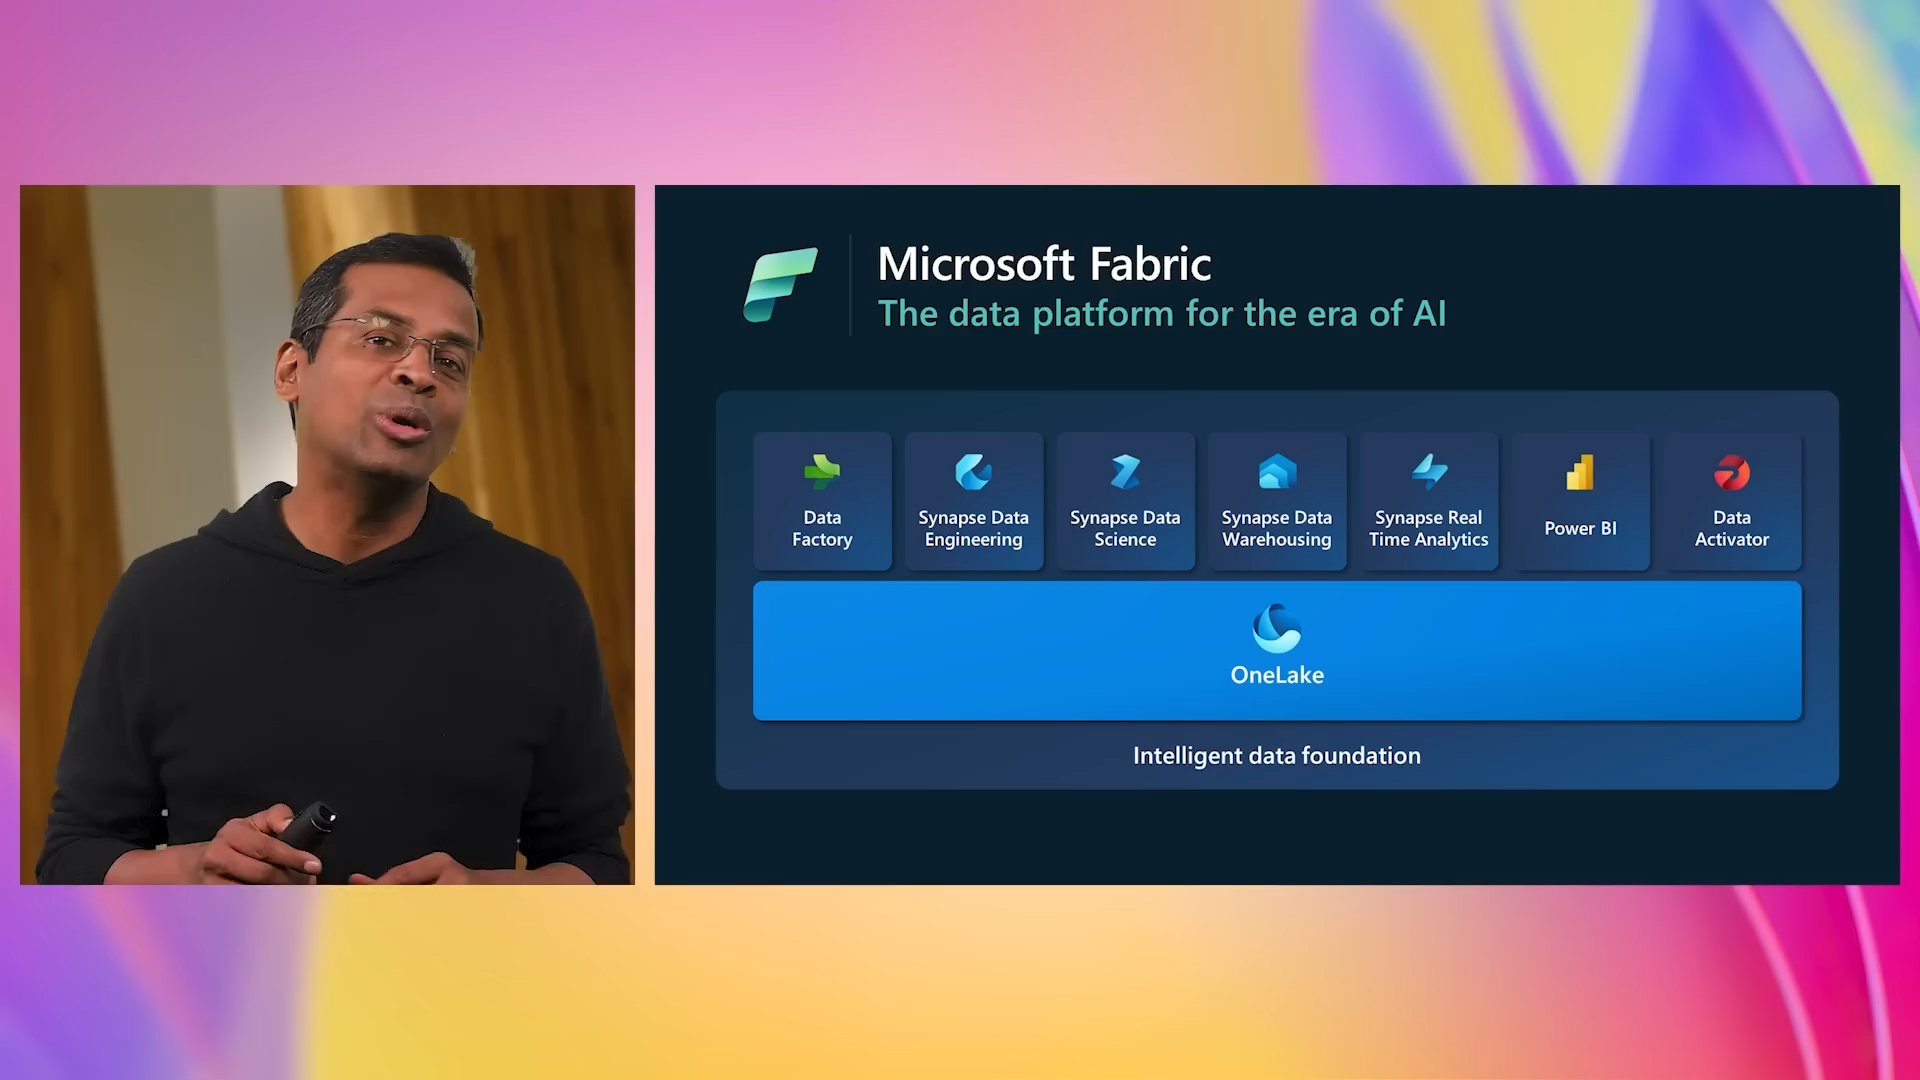 Microsoft Fabric
The data platform for the era of AI
Data
Factory
Synapse Data
Engineering
Synapse Data
Science
Synapse Data
Warehousing
Synapse Real
Time Analytics
Power BI
Data
Activator
OneLake
Intelligent data foundation